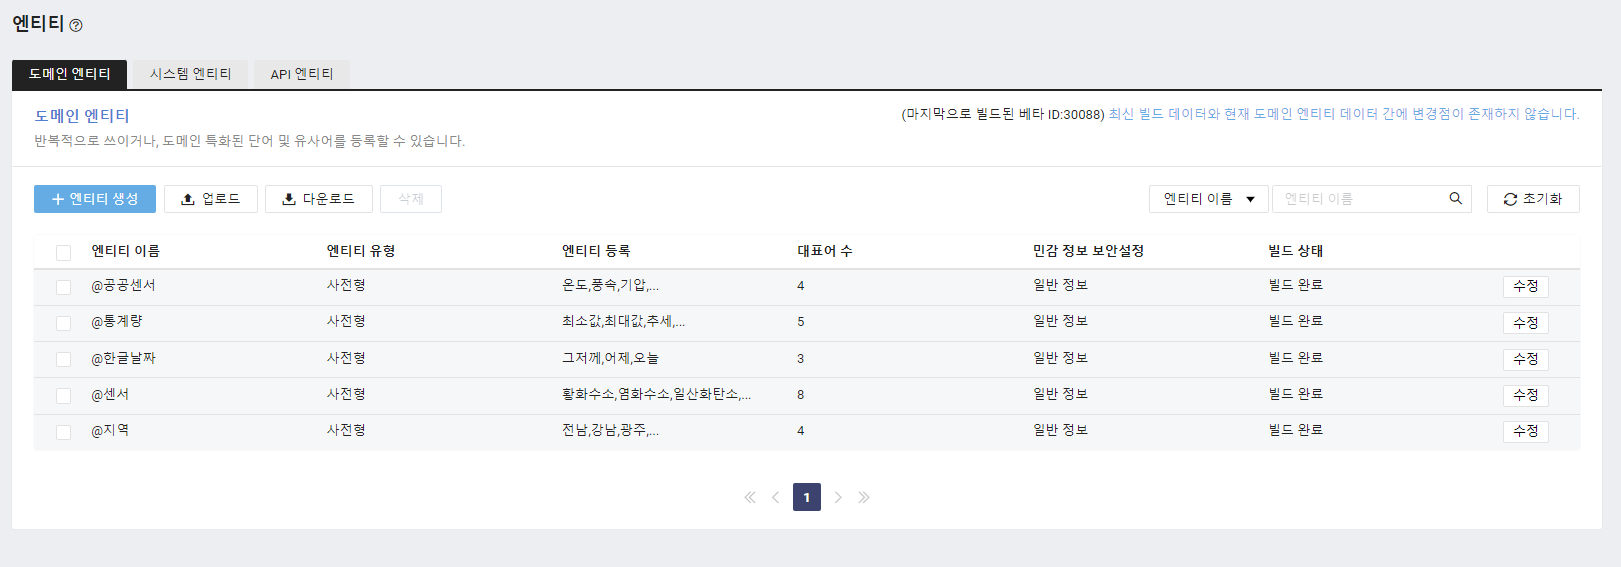 엔티티
도메인 엔티티 시스템 엔티티 API 엔티티
도메인 엔티티
(마지막으로 빌드된 베타 ID:30088) 최신 빌드 데이터와 현재 도메인 엔티티 데이터 간에 변경점이 존재하지 않습니다.
반복적으로 쓰이거나, 도메인 특화된 단어 및 유사어를 등록할 수 있습니다.
+ 엔티티 생성 업로드 다운로드 삭제 엔티티 이름 엔티티 이름 초기화
엔티티 이름 엔티티 유형 엔티티 등록 대표어 수 민감 정보 보안설정 빌드 상태
@공공센서 사전형 온도,풍속,기압,... 4 일반 정보 빌드 완료 수정
@통계량 사전형 최소값,최대값,추세,... 5 일반 정보 빌드 완료 수정
@한글날짜 사전형 그저께,어제,오늘 3 일반 정보 빌드 완료 수정
@센서 사전형 황화수소,염화수소,일산화탄소,... 8 일반 정보 빌드 완료 수정
@지역 사전형 전남,강남,광주,... 4 일반 정보 빌드 완료 수정
1